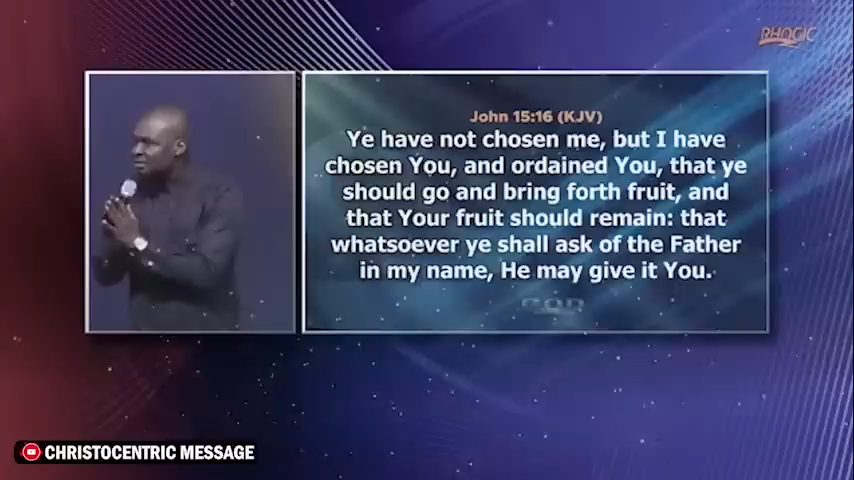 RHOGIC
John 15:16 (KJV)
Ye have not chosen me, but I have
chosen You, and ordained You, that ye
should go and bring forth fruit, and
that Your fruit should remain: that
whatsoever ye shall ask of the Father
in my name, He may give it You.
CHRISTOCENTRIC MESSAGE